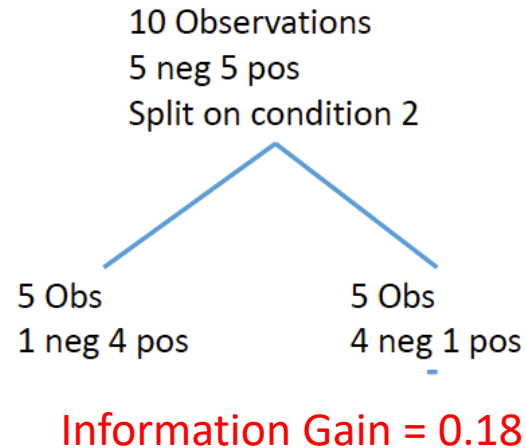 10 Observations
5 neg 5 pos
Split on condition 2
5 Obs
1 neg 4 pos
5 Obs
4 neg 1 pos
Information Gain = 0.18